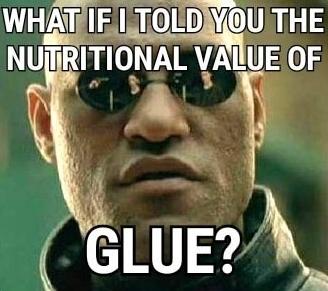 WHAT IF I TOLD YOU THE
NUTRITIONAL VALUE OF
GLUE?